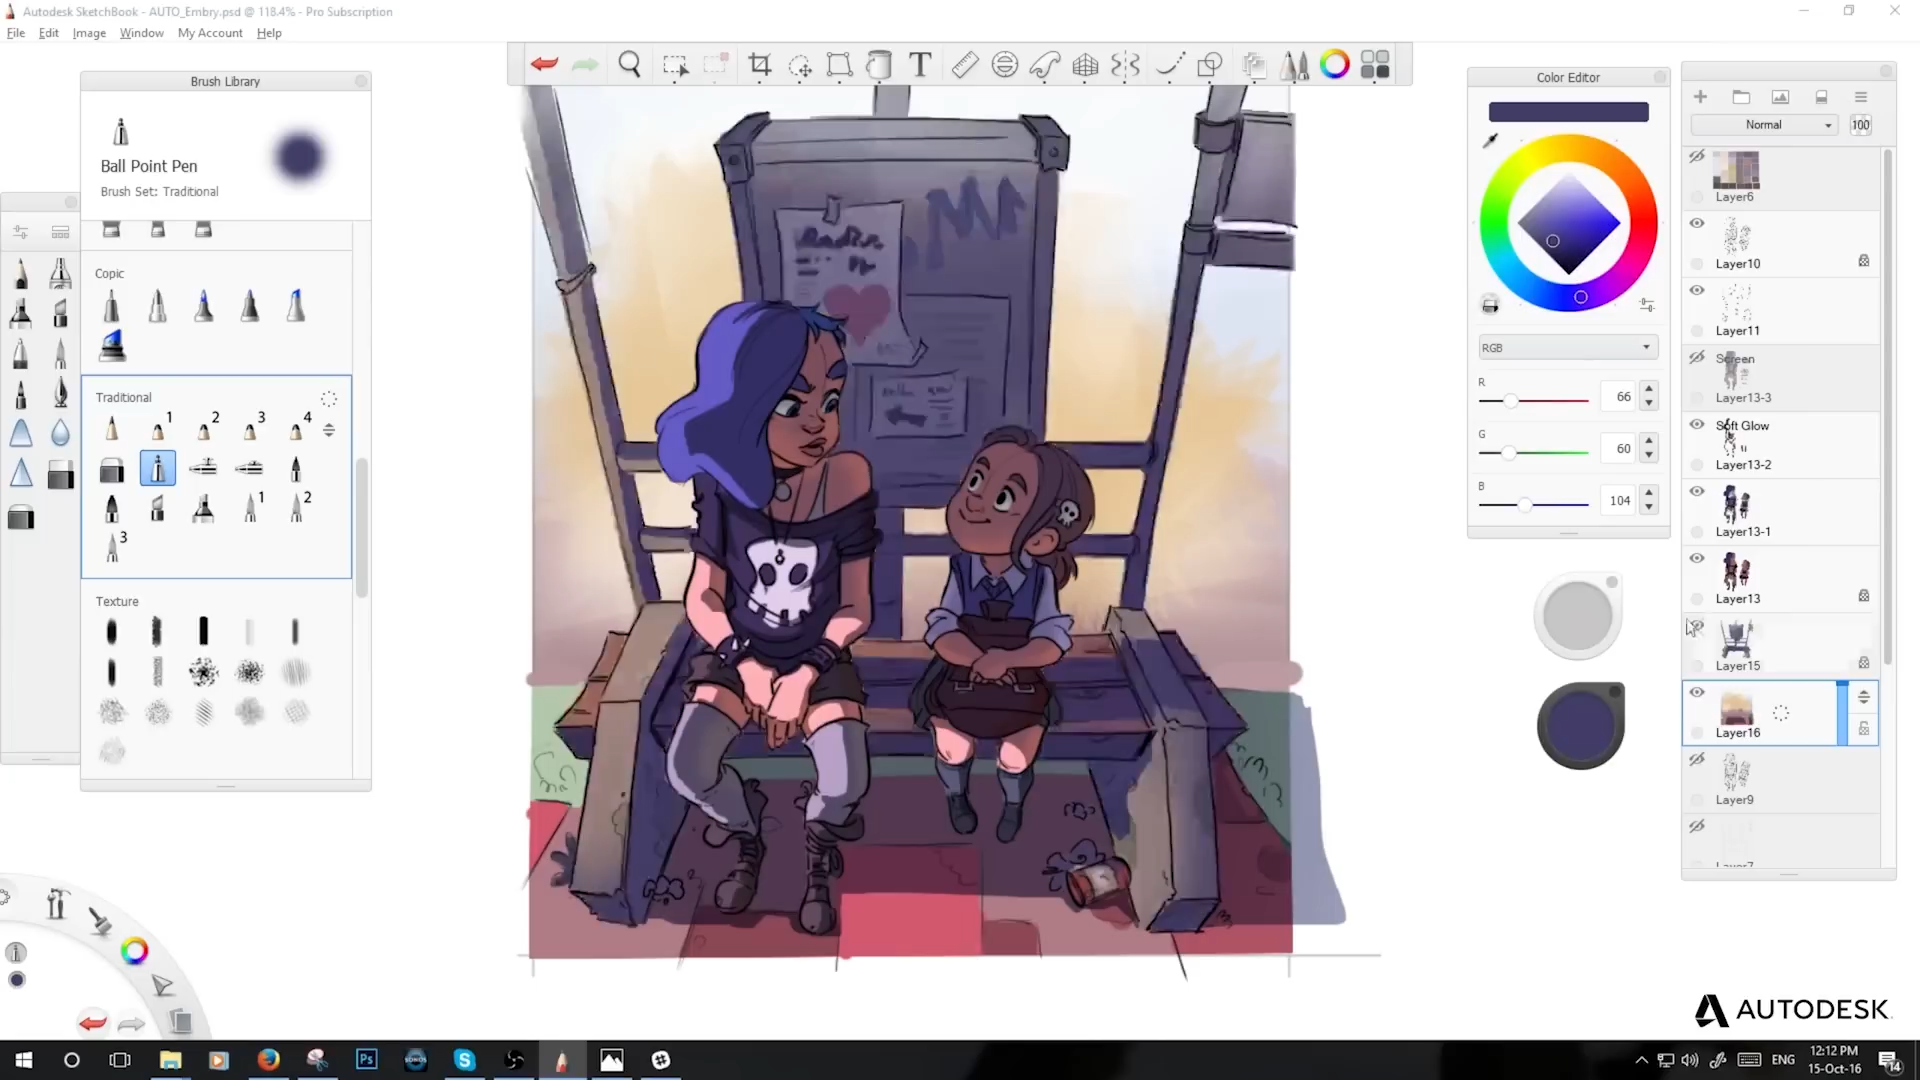 Autodesk SketchBook - AUTO_Embry.psd @ 118.4% - Pro Subscription
File Edit Image Window My Account Help
Brush Library
Ball Point Pen
Brush Set: Traditional
Copic
Traditional
1 2 3 4
1 2
3
Texture
T
Color Editor
RGB
R 66
G 60
B 104
Normal 100
Layer6
Layer10
Layer11
Screen
Layer13-3
Soft Glow
Layer13-2
Layer13-1
Layer13
Layer15
Layer16
Layer9
Layer7
AUTODESK
Ps
SONOS
ENG
12:12 PM
15-Oct-16
14